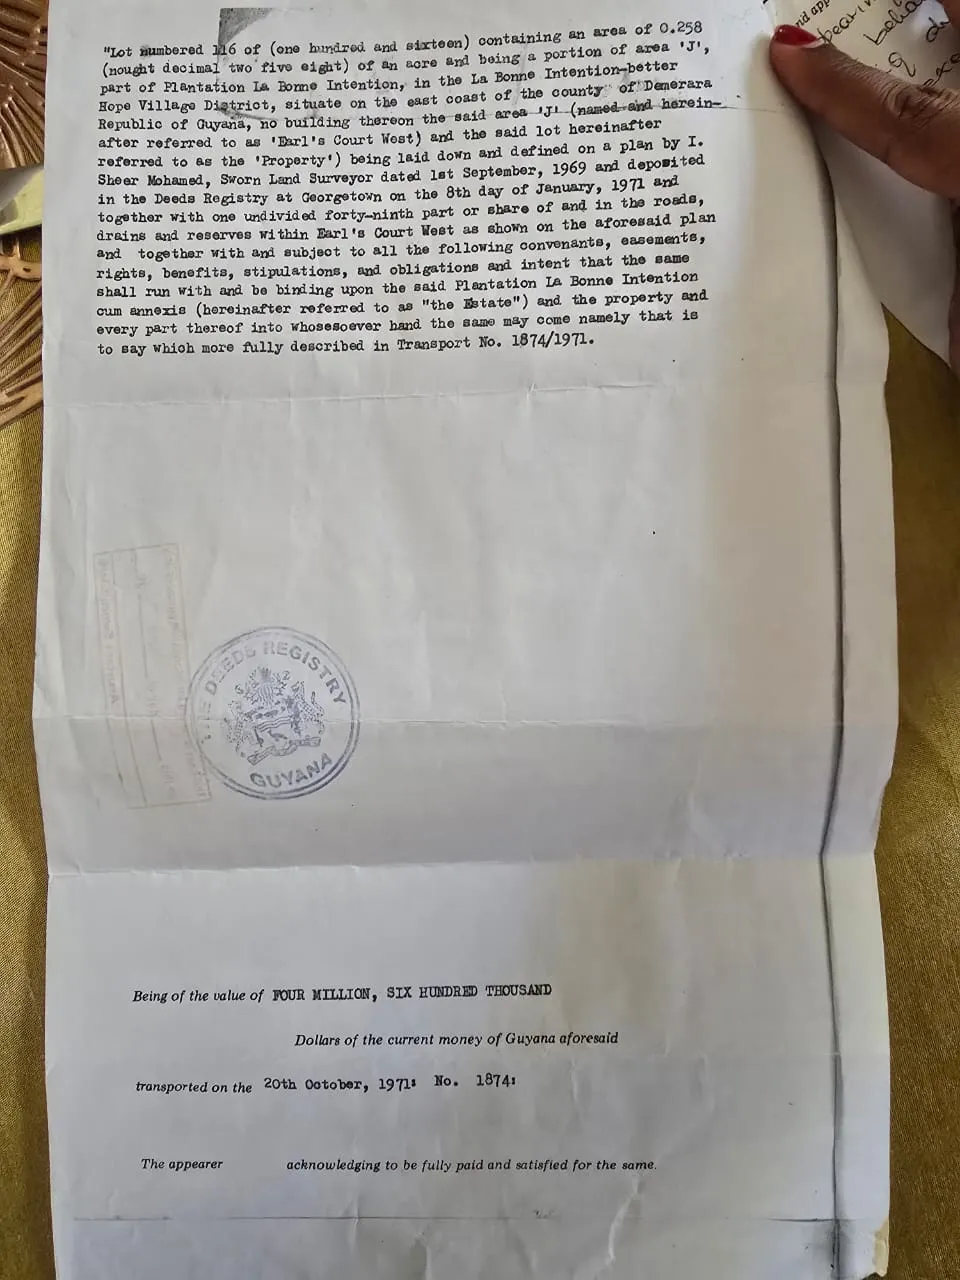 "Lot numbered 116 of (one hundred and sixteen) containing an area of 0.258
(nought decimal two five eight) of an acre and being a portion of area 'J',
part of Plantation La Bonne Intention, in the La Bonne Intention-better
Hope Village District, situate on the east coast of the county of Demerara
Republic of Guyana, no building thereon the said area 'J' (named and herein-
after referred to as 'Earl's Court West) and the said lot hereinafter
referred to as the 'Property') being laid down and defined on a plan by I.
Sheer Mohamed, Sworn Land Surveyor dated 1st September, 1969 and deposited
in the Deeds Registry at Georgetown on the 8th day of January, 1971 and
together with one undivided forty-ninth part or share of and in the roads,
drains and reserves within Earl's Court West as shown on the aforesaid plan
and together with and subject to all the following convenants, easements,
rights, benefits, stipulations, and obligations and intent that the same
shall run with and be binding upon the said Plantation La Bonne Intention
cum annexis (hereinafter referred to as "the Estate") and the property and
every part thereof into whosesoever hand the same may come namely that is
to say which more fully described in Transport No. 1874/1971.
THE DEEDS REGISTRY
GUYANA
Being of the value of FOUR MILLION, SIX HUNDRED THOUSAND
Dollars of the current money of Guyana aforesaid
transported on the 20th October, 1971: No. 1874:
The appearer acknowledging to be fully paid and satisfied for the same.